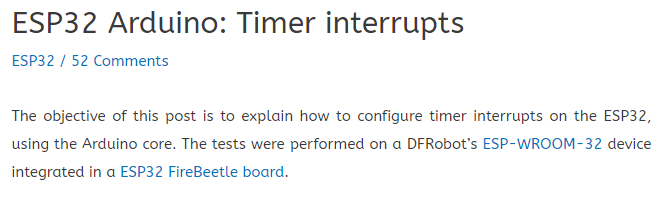 ESP32 Arduino: Timer interrupts
ESP32 / 52 Comments
The objective of this post is to explain how to configure timer interrupts on the ESP32,
using the Arduino core. The tests were performed on a DFRobot’s ESP-WROOM-32 device
integrated in a ESP32 FireBeetle board.